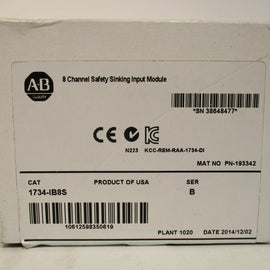 AB
8 Channel Safety Sinking Input Module
*SN 38648477*
CE
N223 KCC-REM-RAA-1734-DI
MAT NO PN-193342
CAT PRODUCT OF USA SER
1734-IB8S B
10612598350619
PLANT 1020 DATE 2014/12/02